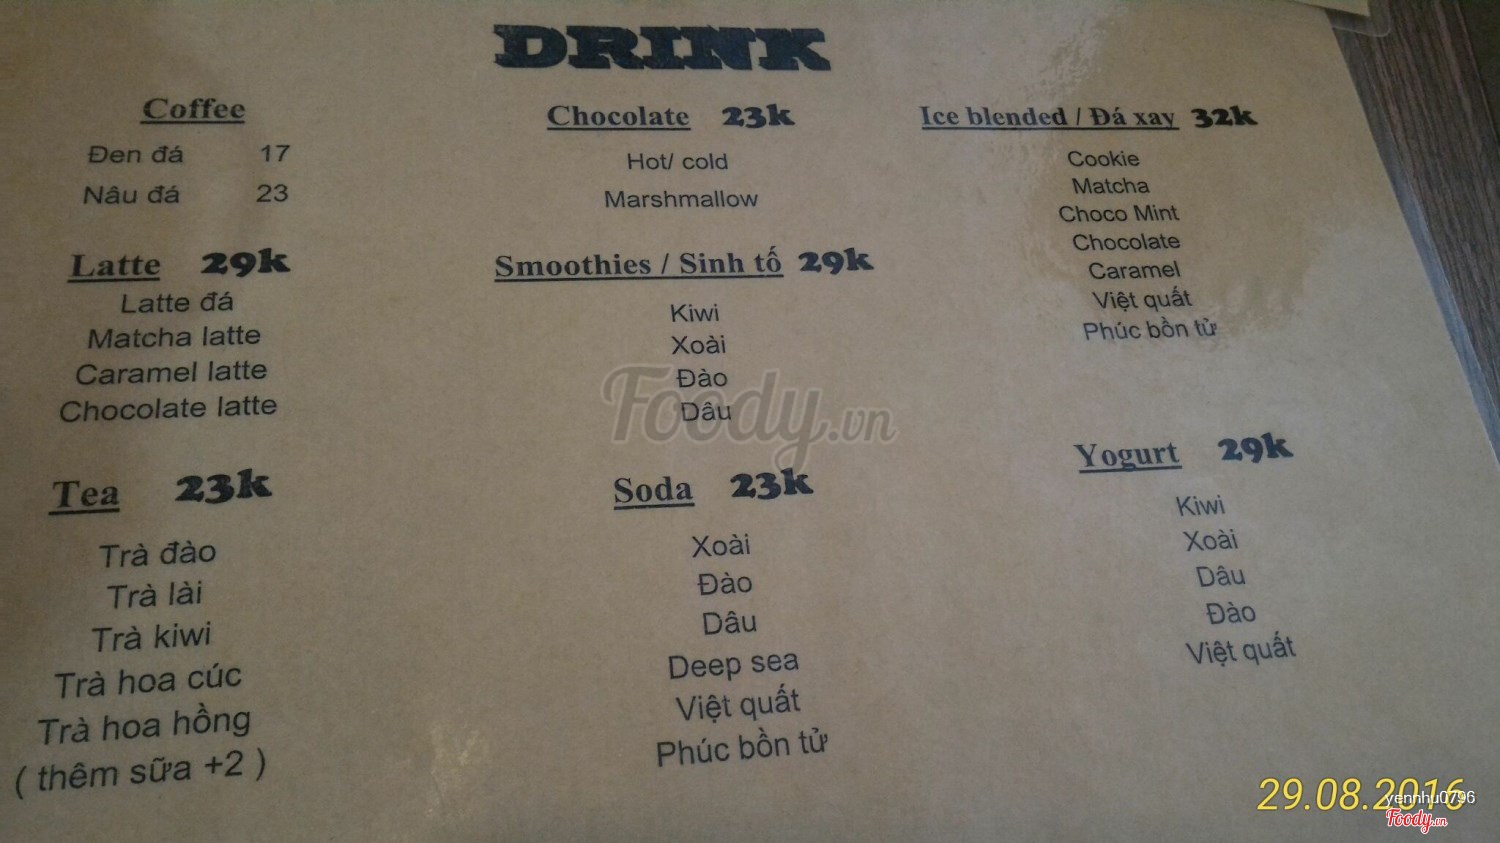 DRINK
Coffee
Đen đá 17
Nâu đá 23
Latte 29k
Latte đá
Matcha latte
Caramel latte
Chocolate latte
Tea 23k
Trà đào
Trà lài
Trà kiwi
Trà hoa cúc
Trà hoa hồng
( thêm sữa +2 )
Chocolate 23k
Hot/ cold
Marshmallow
Smoothies / Sinh tố 29k
Kiwi
Xoài
Đào
Dâu
Soda 23k
Xoài
Đào
Dâu
Deep sea
Việt quất
Phúc bồn tử
Ice blended / Đá xay 32k
Cookie
Matcha
Choco Mint
Chocolate
Caramel
Việt quất
Phúc bồn tử
Yogurt 29k
Kiwi
Xoài
Dâu
Đào
Việt quất
Foody.vn
29.08.2016
yennhu0796
Foody.vn